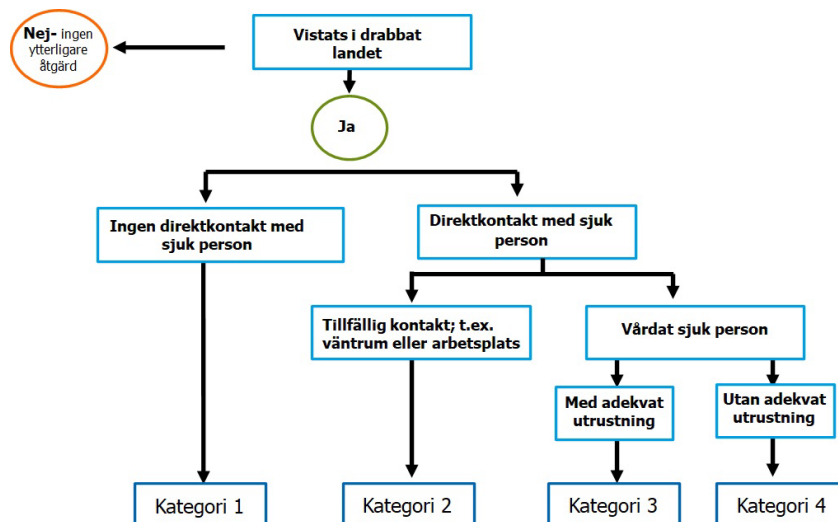 Nej- ingen
ytterligare
åtgärd
Vistats i drabbat
landet
Ja
Ingen direktkontakt med
sjuk person
Direktkontakt med sjuk
person
Tillfällig kontakt; t.ex.
väntrum eller arbetsplats
Vårdat sjuk person
Med adekvat
utrustning
Utan adekvat
utrustning
Kategori 1
Kategori 2
Kategori 3
Kategori 4